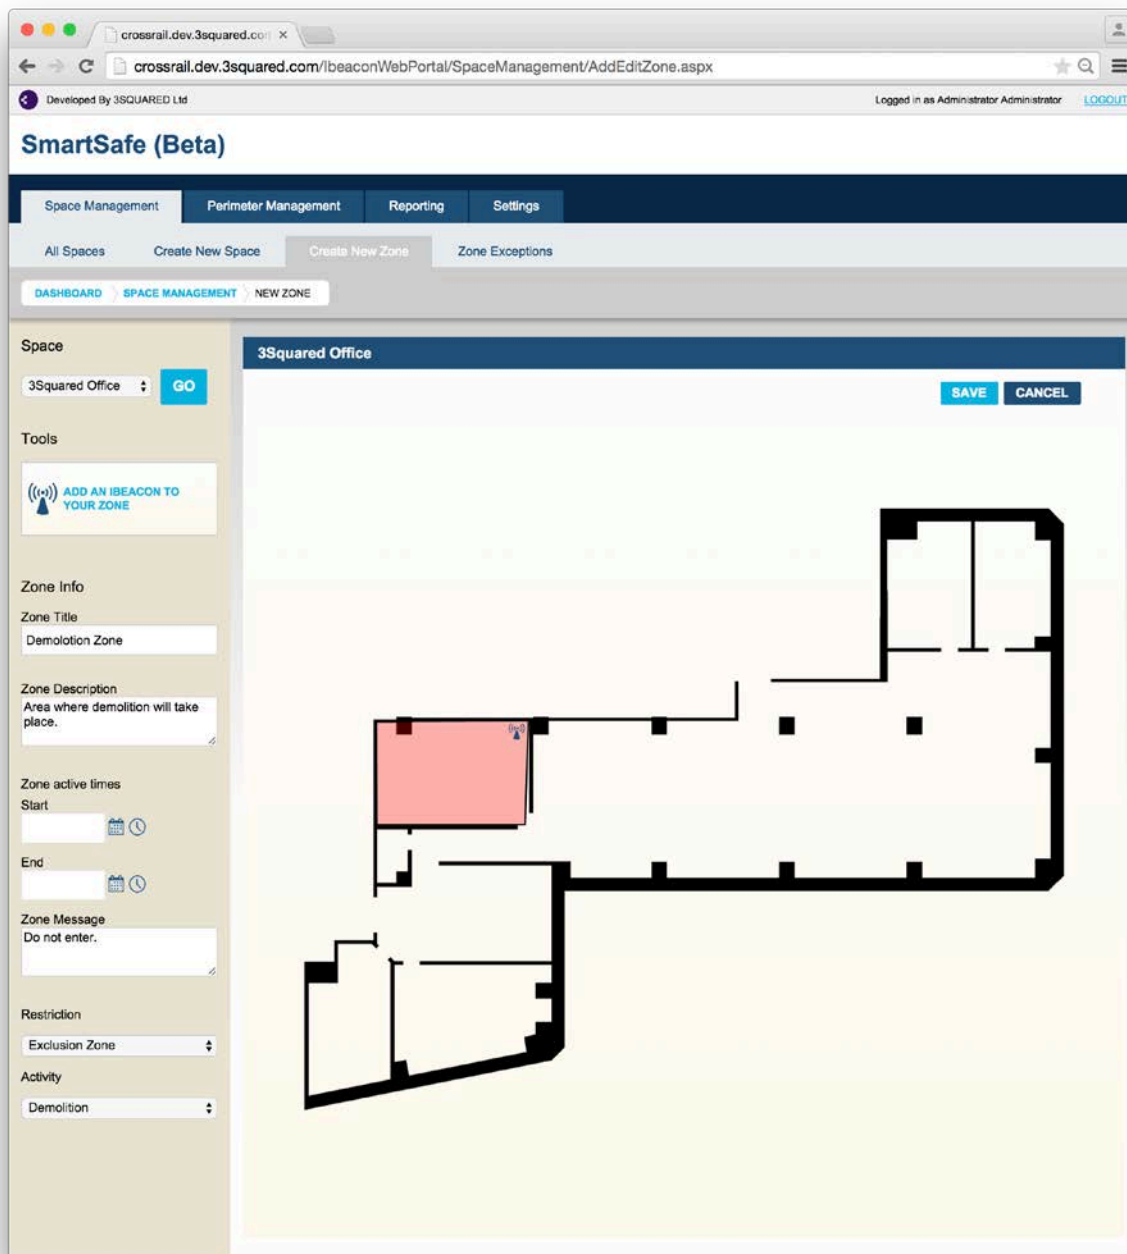 crossrail.dev.3squared.co
crossrail.dev.3squared.com/IbeaconWebPortal/SpaceManagement/AddEditZone.aspx
Developed By 3SQUARED Ltd
Logged in as Administrator Administrator
LOGOUT
SmartSafe (Beta)
Space Management
Perimeter Management
Reporting
Settings
All Spaces
Create New Space
Create New Zone
Zone Exceptions
DASHBOARD
SPACE MANAGEMENT
NEW ZONE
Space
3Squared Office
GO
Tools
ADD AN IBEACON TO
YOUR ZONE
Zone Info
Zone Title
Demolotion Zone
Zone Description
Area where demolition will take
place.
Zone active times
Start
End
Zone Message
Do not enter.
Restriction
Exclusion Zone
Activity
Demolition
3Squared Office
SAVE
CANCEL